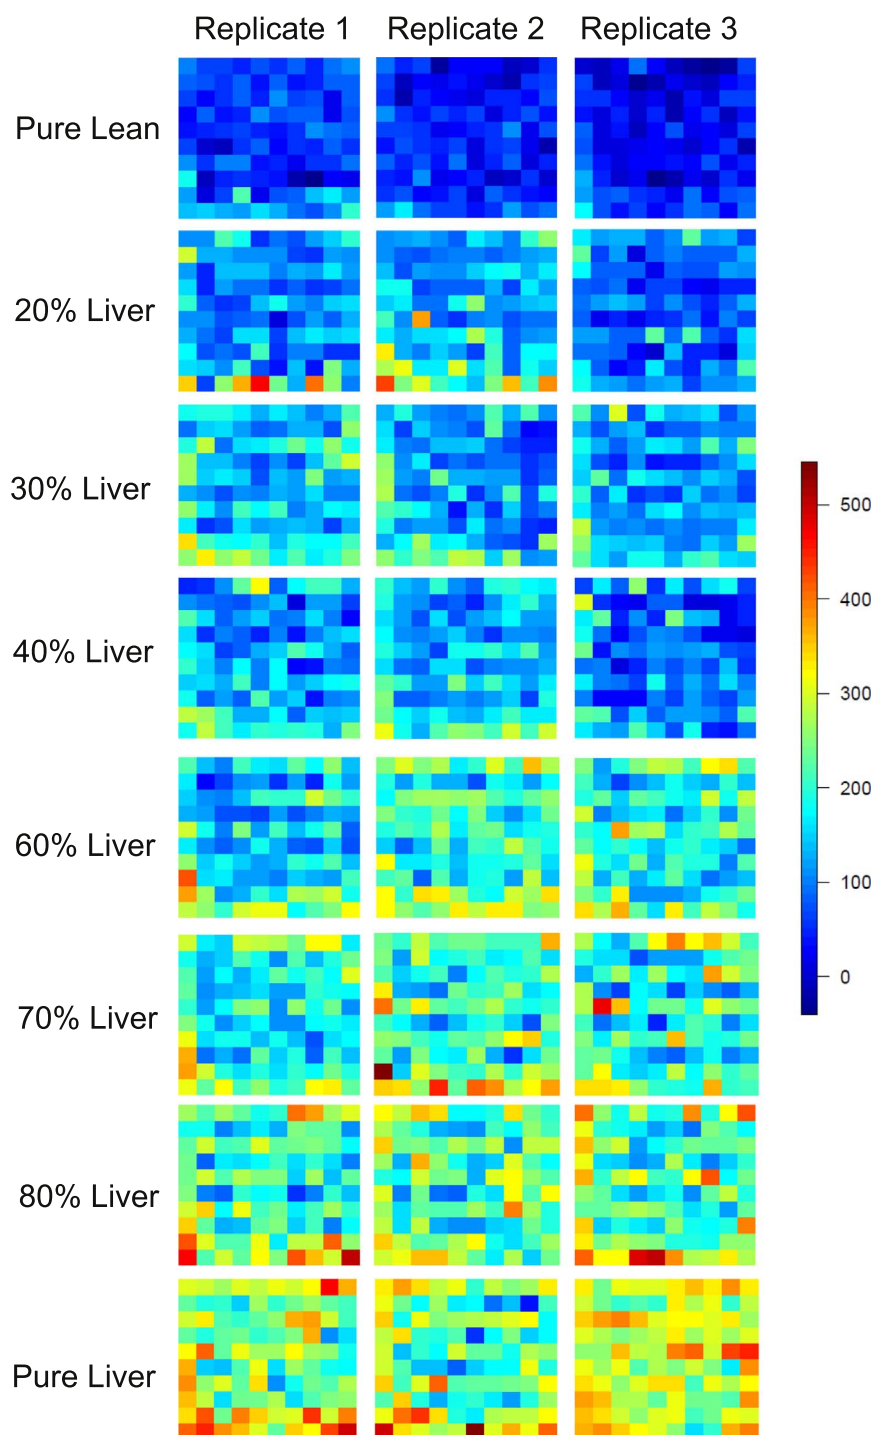 Replicate 1 Replicate 2 Replicate 3
Pure Lean
20% Liver
30% Liver
40% Liver
60% Liver
70% Liver
80% Liver
Pure Liver
500
400
300
200
100
0